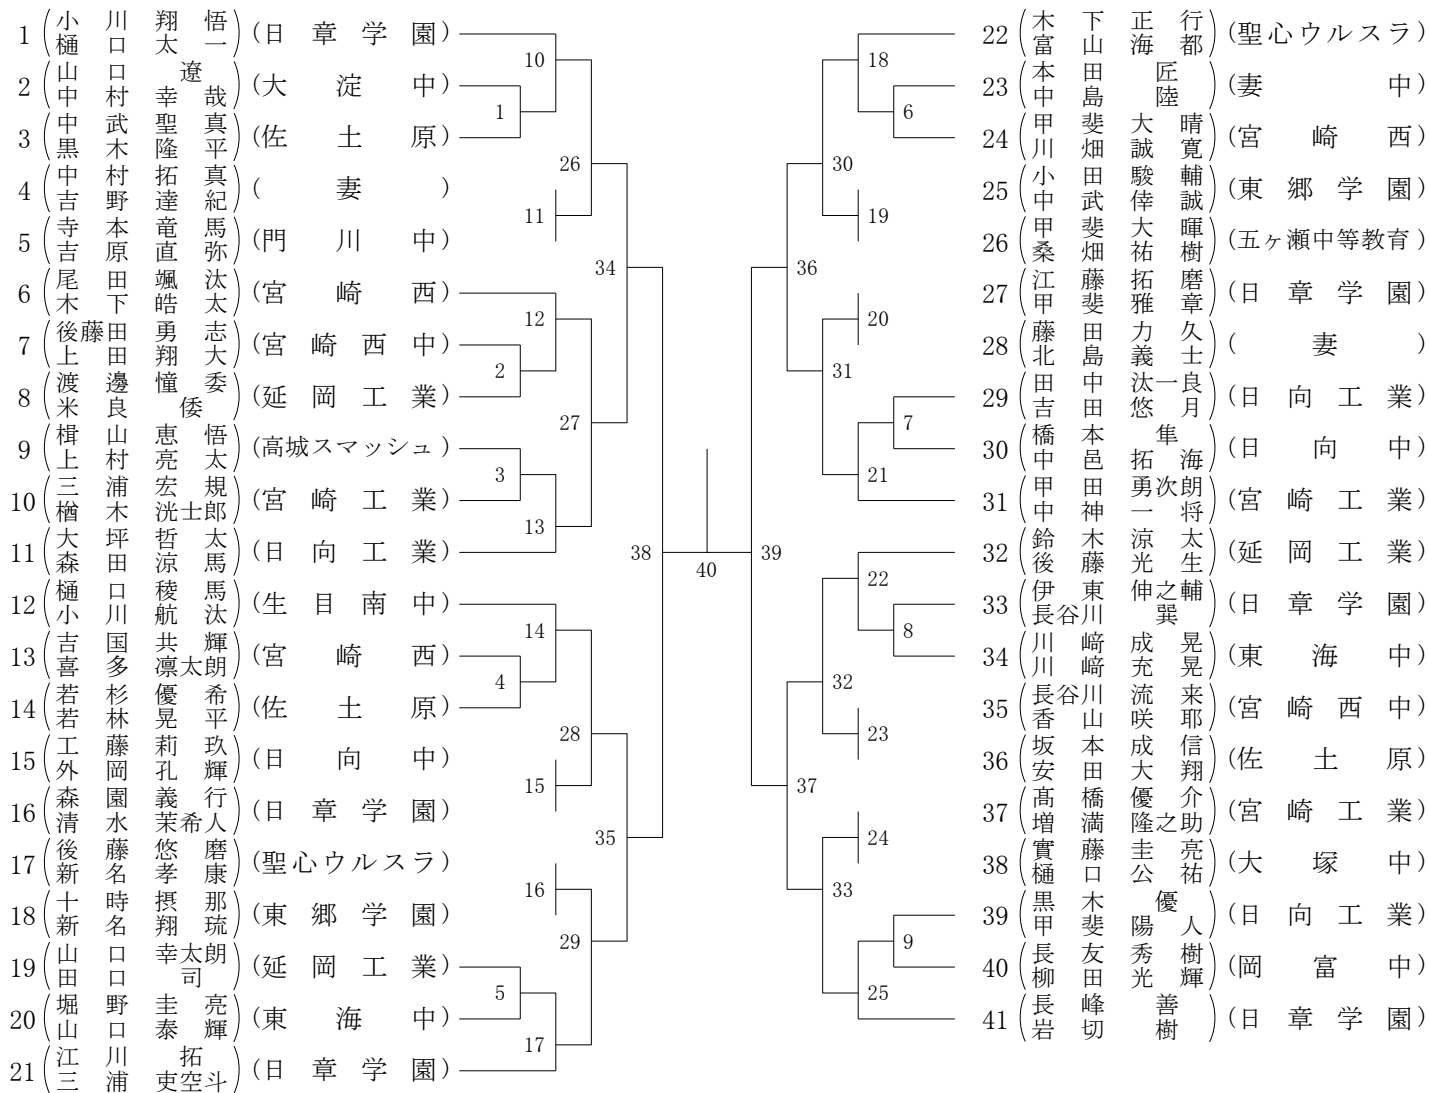 1 小川翔悟 樋口太一 (日章学園)
2 山口遼 中村幸哉 (大淀中)
3 中武聖真 黒木隆平 (佐土原)
4 中村拓真 吉野達紀 (妻)
5 寺本竜馬 吉原直弥 (門川中)
6 尾田颯汰 木下皓太 (宮崎西)
7 後藤田勇志 上田翔大 (宮崎西中)
8 渡邊憧委 米良倭 (延岡工業)
9 楫山恵悟 上村亮太 (高城スマッシュ)
10 三浦宏規 楢木洸士郎 (宮崎工業)
11 大坪哲太 森田涼馬 (日向工業)
12 樋口稜馬 小川航汰 (生目南中)
13 吉国共輝 喜多凛太朗 (宮崎西)
14 若杉優希 若林晃平 (佐土原)
15 工藤莉玖 外岡孔輝 (日向中)
16 森園義行 清水茉希人 (日章学園)
17 後藤悠磨 新名孝康 (聖心ウルスラ)
18 十時摂那 新名翔琉 (東郷学園)
19 山口幸太朗 田口司 (延岡工業)
20 堀野圭亮 山口泰輝 (東海中)
21 江川拓 三浦吏空斗 (日章学園)
10
1
26
11
34
12
2
27
3
13
38
14
4
28
15
35
16
29
5
17
40
39
18
6
30
19
36
20
31
7
21
22
8
32
23
37
24
33
9
25
22 木下正行 富山海都 (聖心ウルスラ)
23 本田匠 中島陸 (妻中)
24 甲斐大晴 川畑誠寛 (宮崎西)
25 小田駿輔 中武倖誠 (東郷学園)
26 甲斐大暉 桑畑祐樹 (五ヶ瀬中等教育)
27 江藤拓磨 甲斐雅章 (日章学園)
28 藤田力久 北島義士 (妻)
29 田中汰一良 吉田悠月 (日向工業)
30 橋本隼 中邑拓海 (日向中)
31 甲田勇次朗 中神一将 (宮崎工業)
32 鈴木涼太 後藤光生 (延岡工業)
33 伊東伸之輔 長谷川巽 (日章学園)
34 川﨑成晃 川﨑充晃 (東海中)
35 長谷川流来 香山咲耶 (宮崎西中)
36 坂本成信 安田大翔 (佐土原)
37 髙橋優介 増満隆之助 (宮崎工業)
38 實藤圭亮 樋口公祐 (大塚中)
39 黒木優 甲斐陽人 (日向工業)
40 長友秀樹 柳田光輝 (岡富中)
41 長峰善 岩切樹 (日章学園)